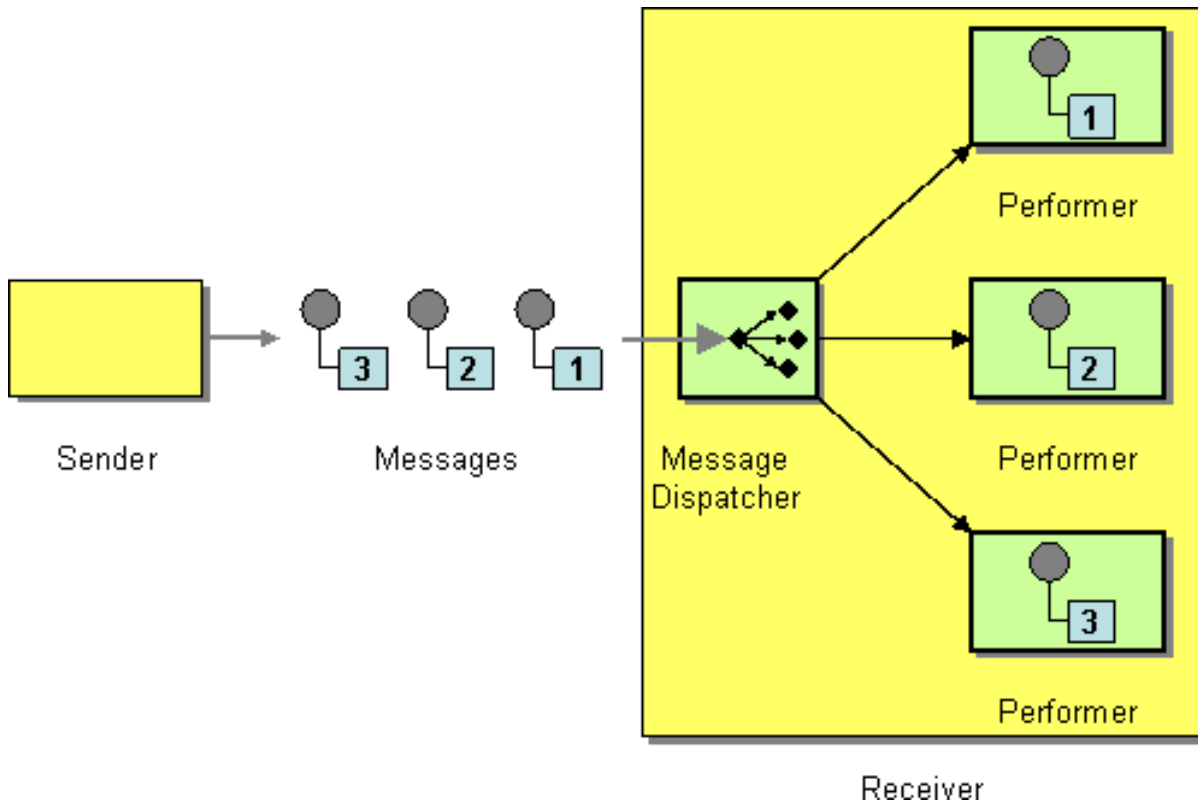 1
Performer
3
2
1
2
Sender
Messages
Message
Dispatcher
Performer
3
Performer
Receiver